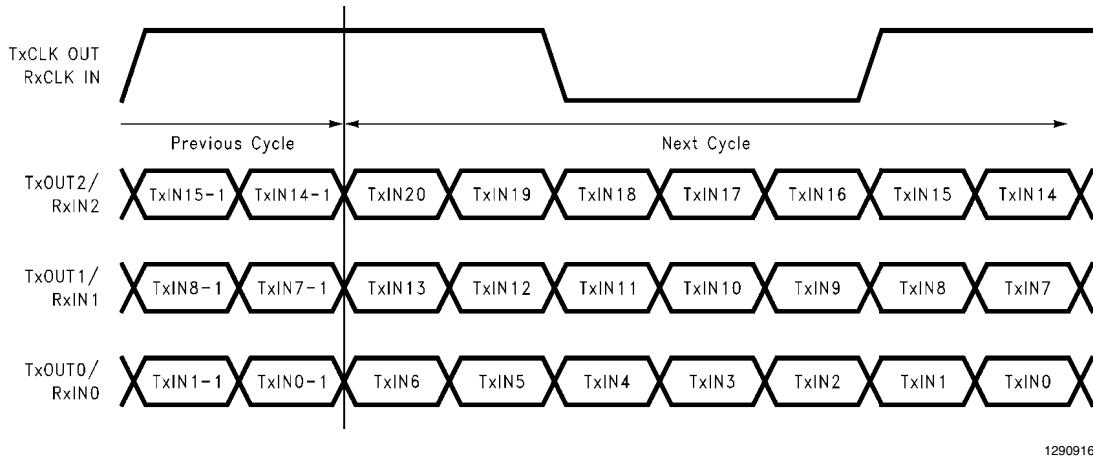 TxCLK OUT
RxCLK IN
Previous Cycle
Next Cycle
TxOUT2/
RxIN2
TxIN15-1 TxIN14-1 TxIN20 TxIN19 TxIN18 TxIN17 TxIN16 TxIN15 TxIN14
TxOUT1/
RxIN1
TxIN8-1 TxIN7-1 TxIN13 TxIN12 TxIN11 TxIN10 TxIN9 TxIN8 TxIN7
TxOUT0/
RxIN0
TxIN1-1 TxIN0-1 TxIN6 TxIN5 TxIN4 TxIN3 TxIN2 TxIN1 TxIN0
1290916